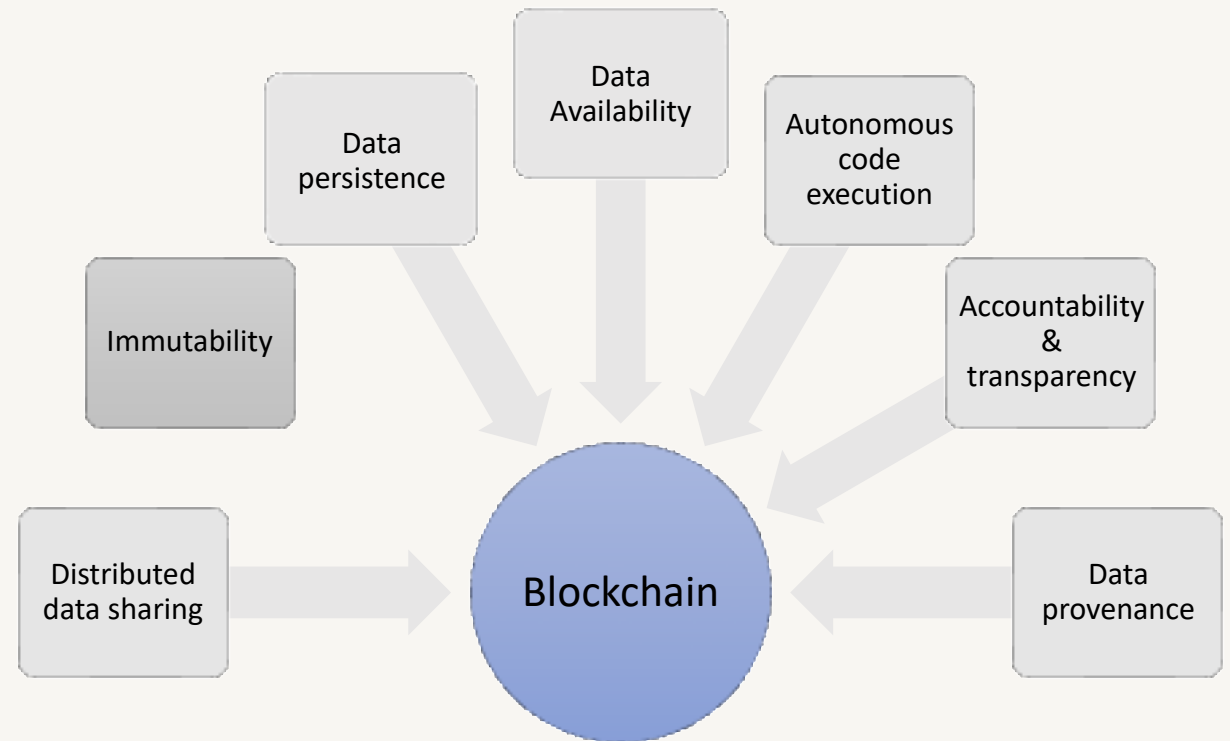 Data
Availability
Data
persistence
Autonomous
code
execution
Immutability
Accountability
&
transparency
Distributed
data sharing
Blockchain
Data
provenance